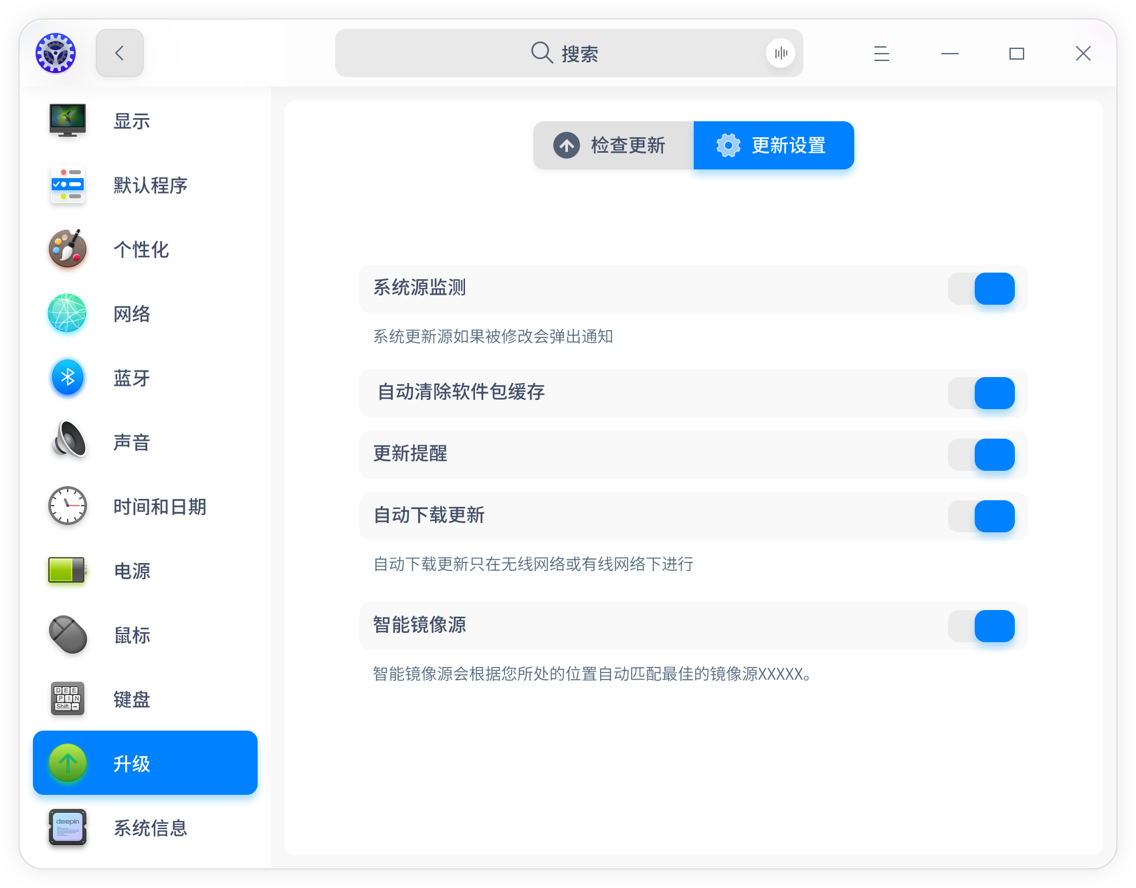 搜索
显示
默认程序
个性化
网络
蓝牙
声音
时间和日期
电源
鼠标
键盘
升级
系统信息
检查更新
更新设置
系统源监测
系统更新源如果被修改会弹出通知
自动清除软件包缓存
更新提醒
自动下载更新
自动下载更新只在无线网络或有线网络下进行
智能镜像源
智能镜像源会根据您所处的位置自动匹配最佳的镜像源XXXXX。
DEE
PIN
Shift
deepin